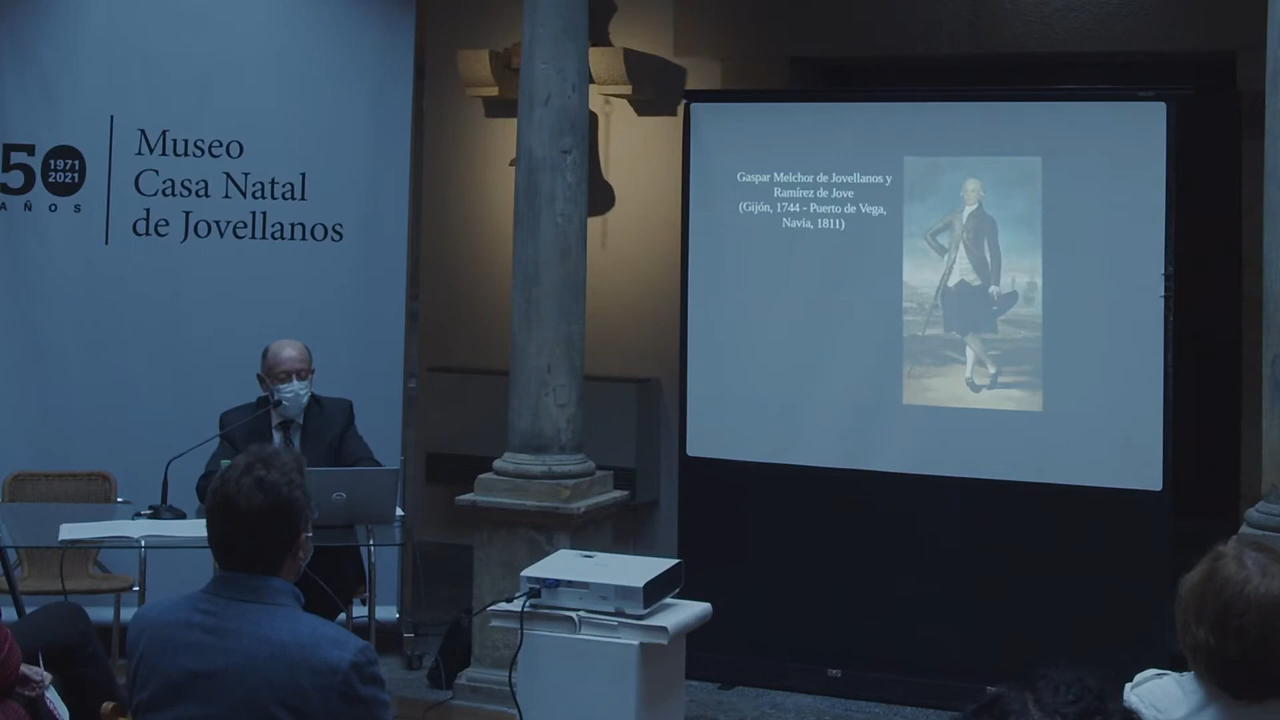 50
1971
2021
AÑOS
Museo
Casa Natal
de Jovellanos
Gaspar Melchor de Jovellanos y
Ramírez de Jove
(Gijón, 1744 - Puerto de Vega,
Navia, 1811)